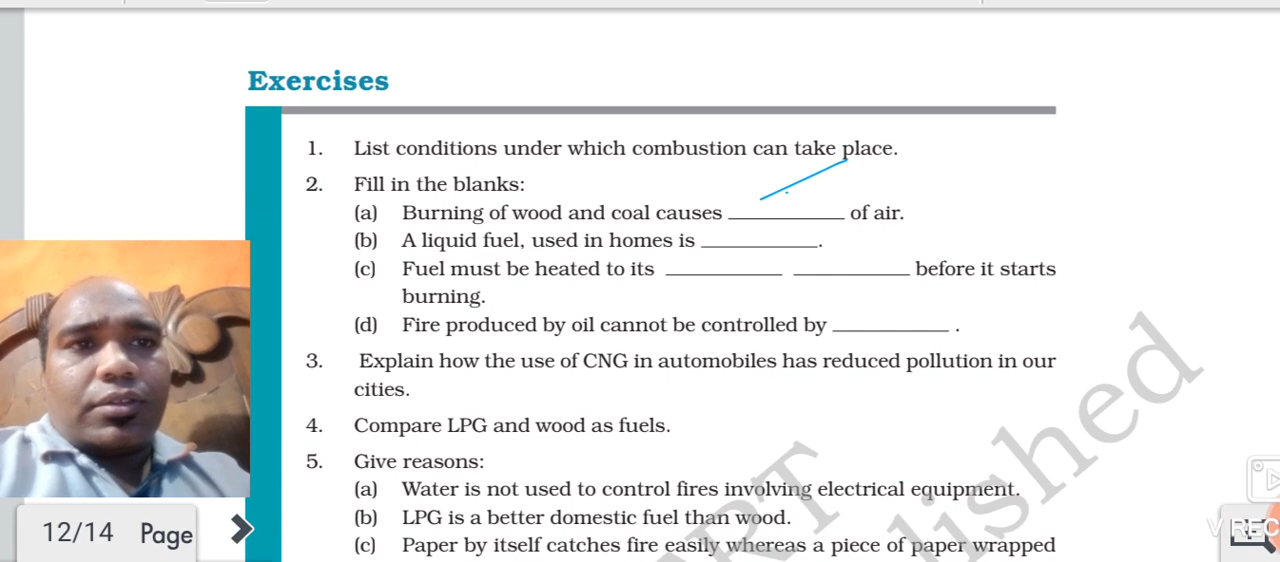 Exercises
1. List conditions under which combustion can take place.
2. Fill in the blanks:
(a) Burning of wood and coal causes __________ of air.
(b) A liquid fuel, used in homes is __________.
(c) Fuel must be heated to its __________ __________ before it starts
burning.
(d) Fire produced by oil cannot be controlled by __________ .
3. Explain how the use of CNG in automobiles has reduced pollution in our
cities.
4. Compare LPG and wood as fuels.
5. Give reasons:
(a) Water is not used to control fires involving electrical equipment.
(b) LPG is a better domestic fuel than wood.
(c) Paper by itself catches fire easily whereas a piece of paper wrapped
12/14 Page